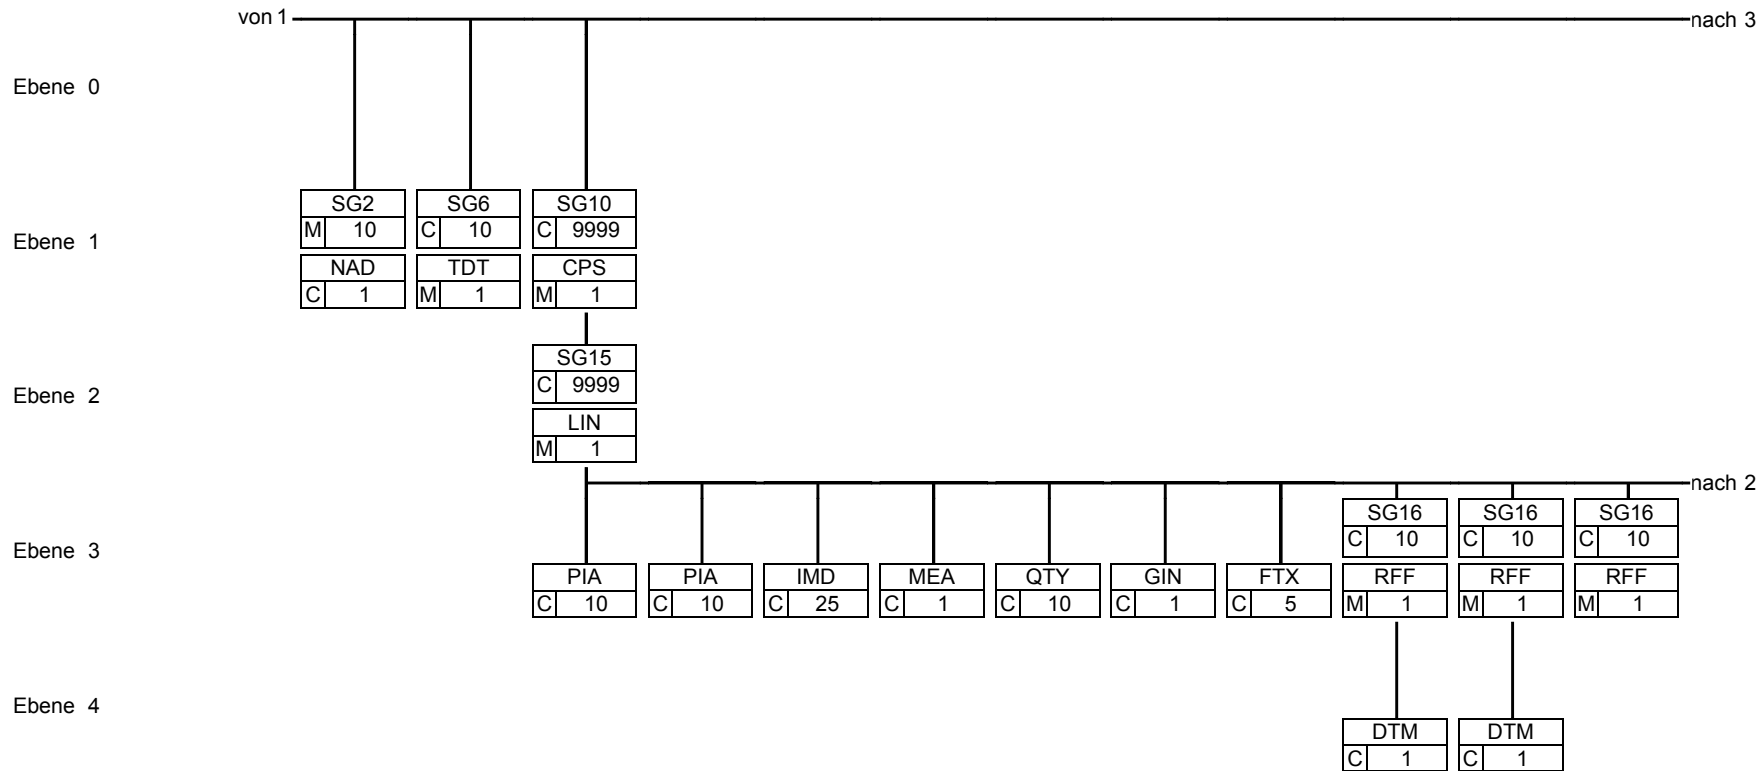 von 1 nach 3
Ebene 0
SG2 SG6 SG10
M 10 C 10 C 9999
Ebene 1
NAD TDT CPS
C 1 M 1 M 1
SG15
C 9999
Ebene 2
LIN
M 1
nach 2
SG16 SG16 SG16
C 10 C 10 C 10
Ebene 3
PIA PIA IMD MEA QTY GIN FTX RFF RFF RFF
C 10 C 10 C 25 C 1 C 10 C 1 C 5 M 1 M 1 M 1
Ebene 4
DTM DTM
C 1 C 1